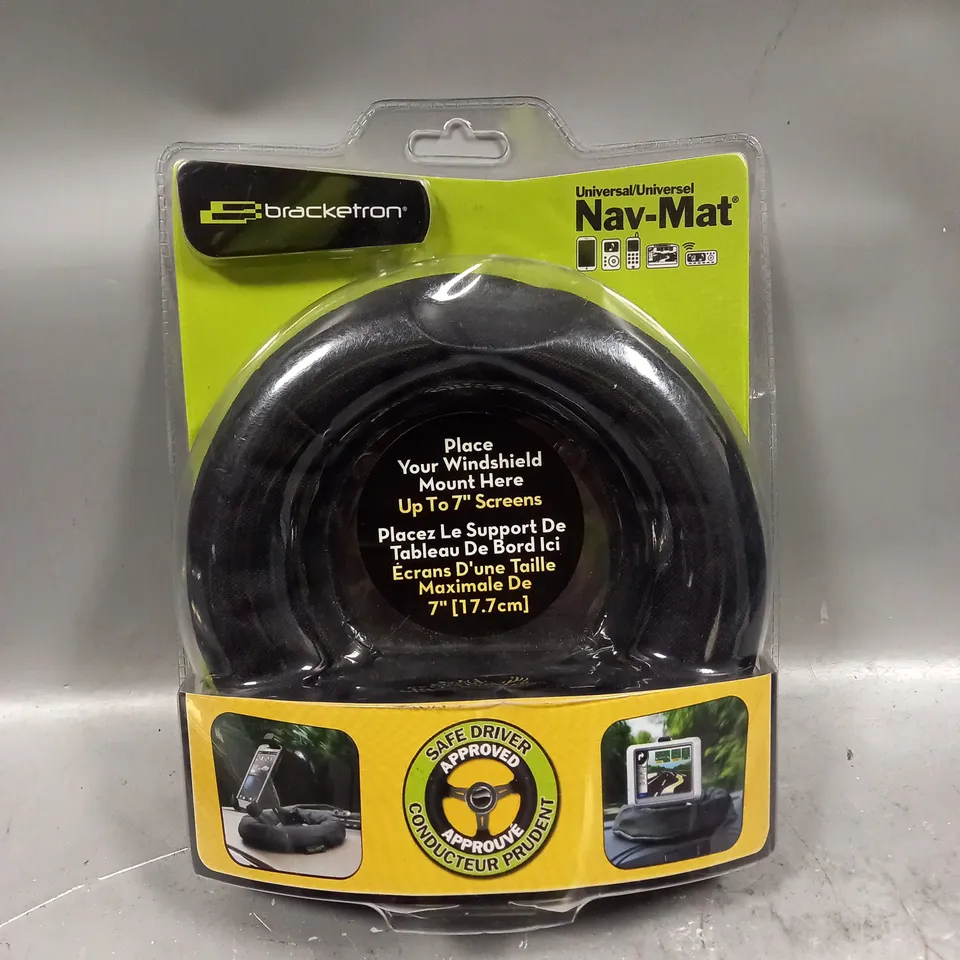 bracketron®
Universal/Universel
Nav-Mat®
Place
Your Windshield
Mount Here
Up To 7" Screens
Placez Le Support De
Tableau De Bord Ici
Écrans D'une Taille
Maximale De
7" [17.7cm]
SAFE DRIVER
APPROVED
APPROUVÉ
CONDUCTEUR PRUDENT